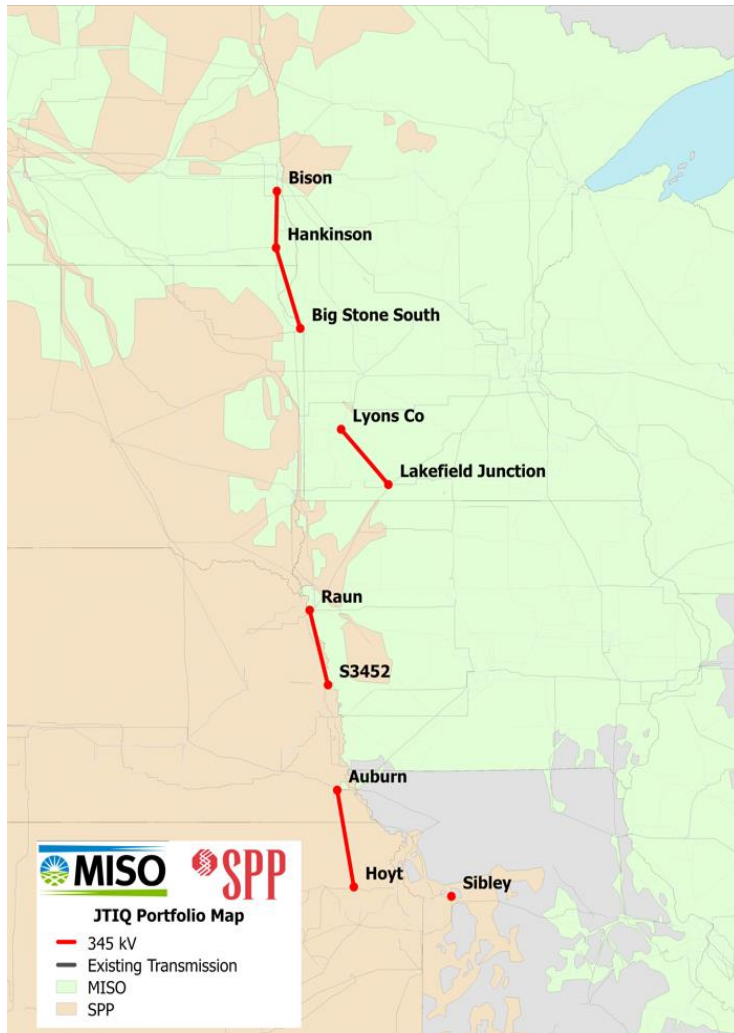 Bison
Hankinson
Big Stone South
Lyons Co
Lakefield Junction
Raun
S3452
Auburn
Hoyt
Sibley
MISO
SPP
JTIQ Portfolio Map
345 kV
Existing Transmission
MISO
SPP